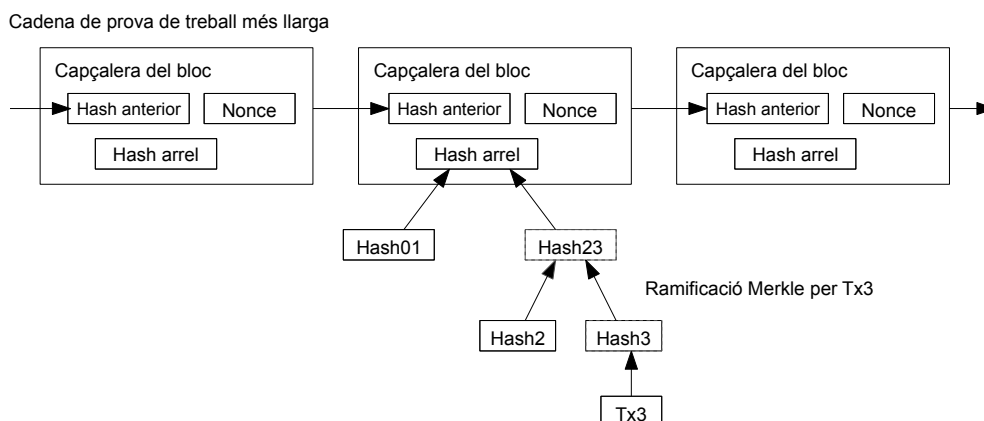 Cadena de prova de treball més llarga
Capçalera del bloc
Hash anterior
Nonce
Hash arrel
Capçalera del bloc
Hash anterior
Nonce
Hash arrel
Capçalera del bloc
Hash anterior
Nonce
Hash arrel
Hash01
Hash23
Ramificació Merkle per Tx3
Hash2
Hash3
Tx3